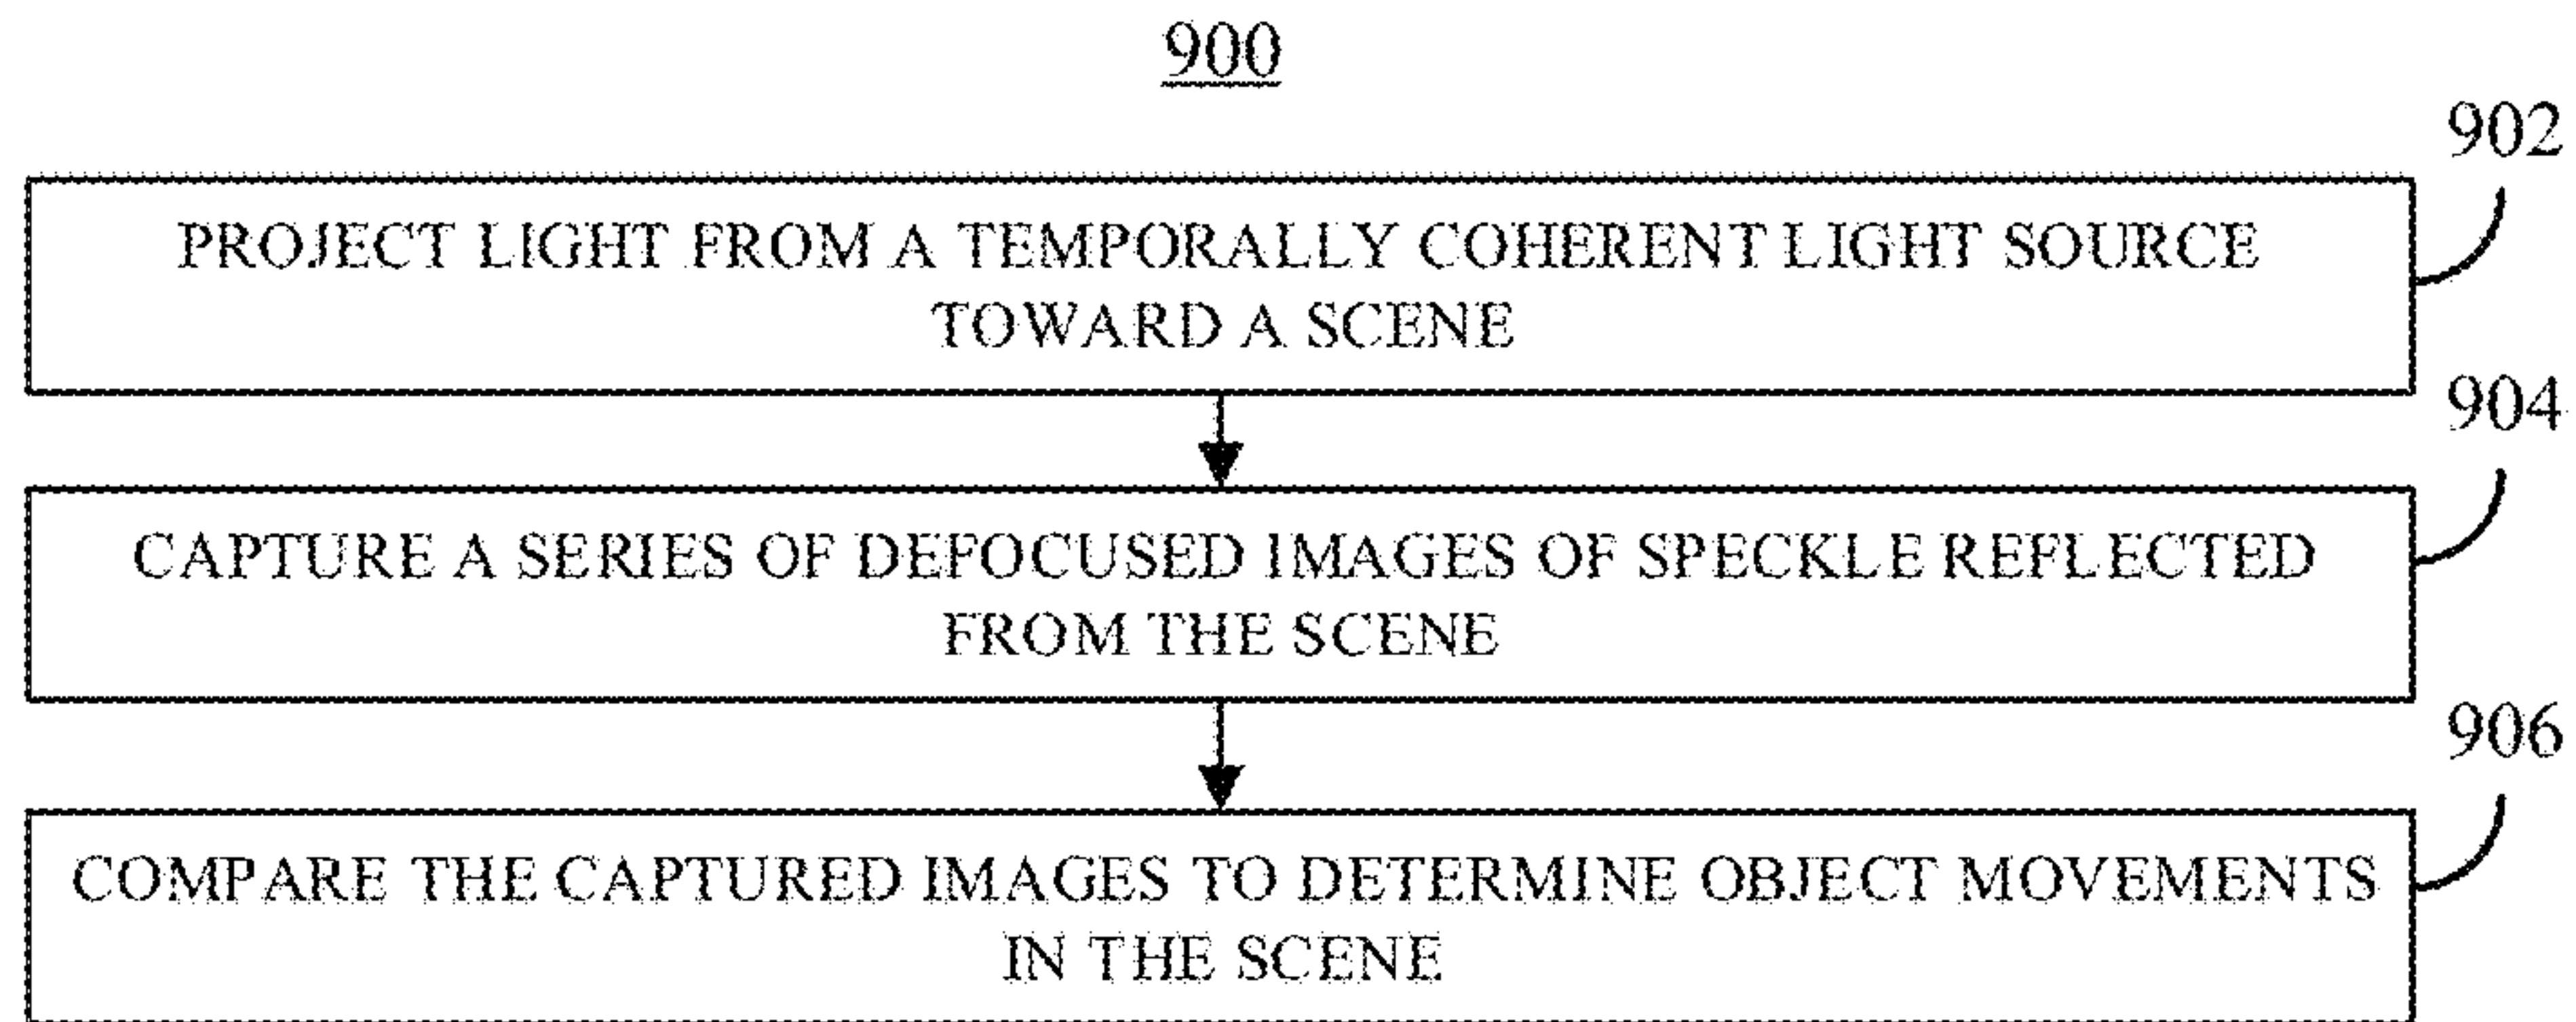 900
902
PROJECT LIGHT FROM A TEMPORALLY COHERENT LIGHT SOURCE
TOWARD A SCENE
904
CAPTURE A SERIES OF DEFOCUSED IMAGES OF SPECKLE REFLECTED
FROM THE SCENE
906
COMPARE THE CAPTURED IMAGES TO DETERMINE OBJECT MOVEMENTS
IN THE SCENE